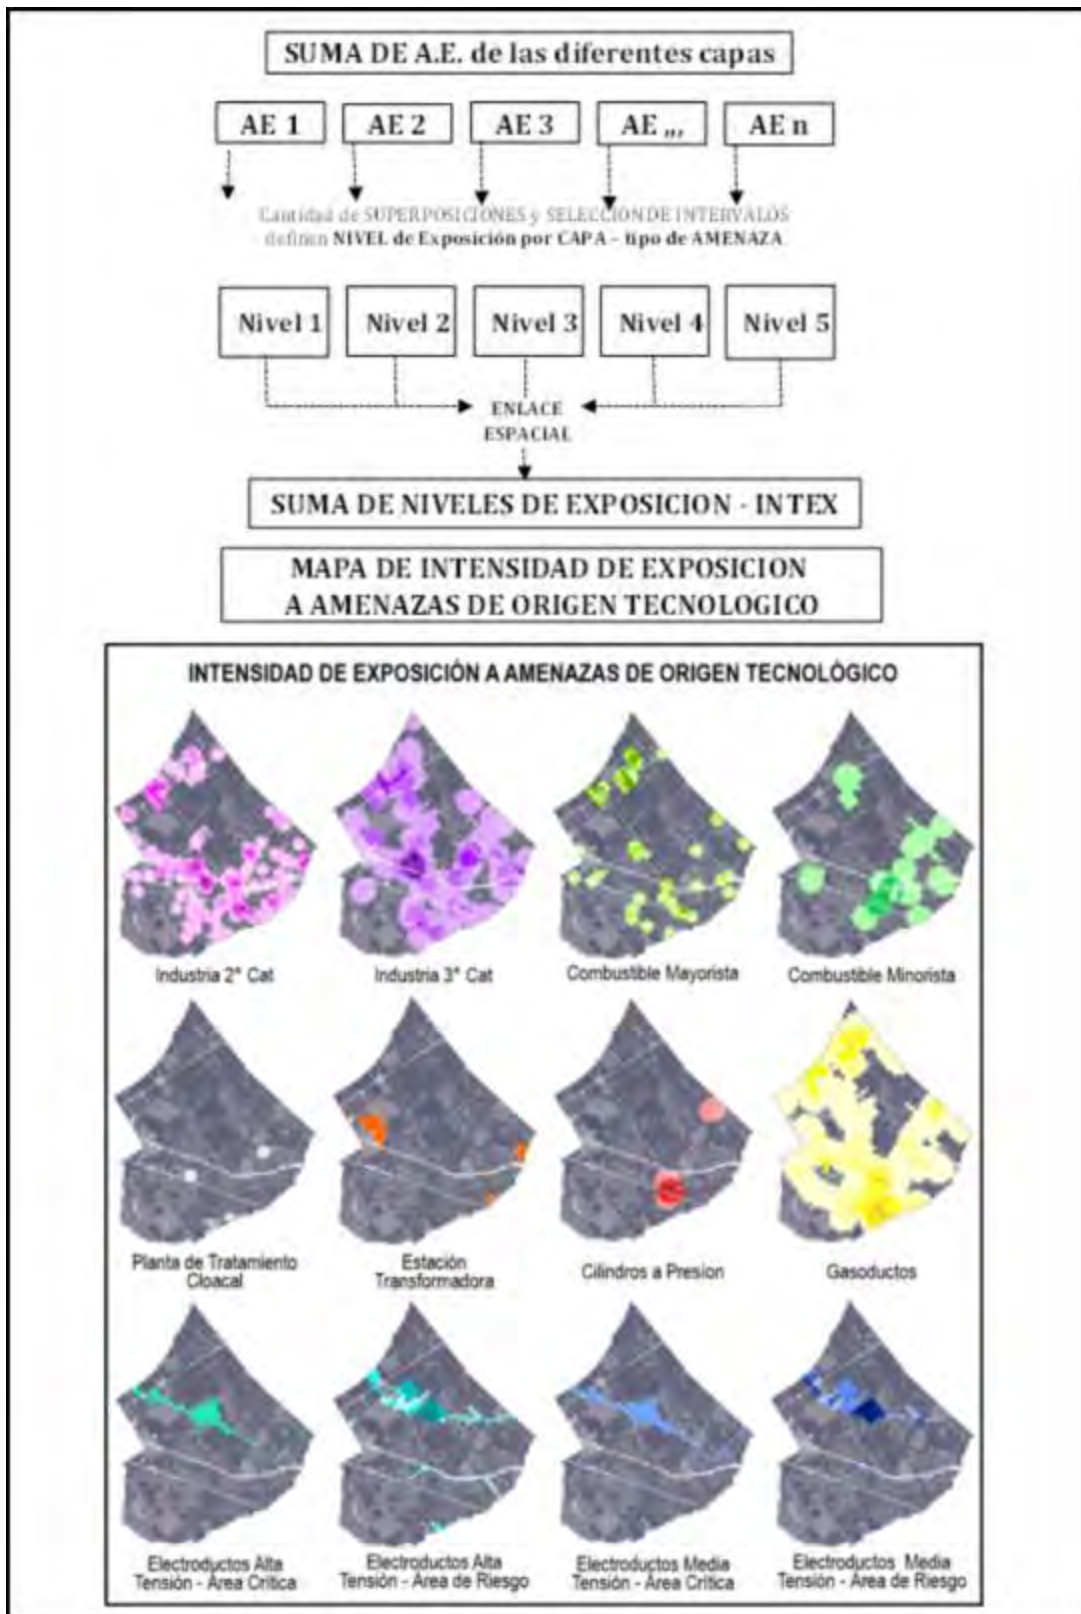 SUMA DE A.E. de las diferentes capas
AE 1 AE 2 AE 3 AE ,,, AE n
Cantidad de SUPERPOSICIONES y SELECCION DE INTERVALOS
definen NIVEL de Exposición por CAPA – tipo de AMENAZA
Nivel 1 Nivel 2 Nivel 3 Nivel 4 Nivel 5
ENLACE
ESPACIAL
SUMA DE NIVELES DE EXPOSICION - INTEX
MAPA DE INTENSIDAD DE EXPOSICION
A AMENAZAS DE ORIGEN TECNOLOGICO
INTENSIDAD DE EXPOSICIÓN A AMENAZAS DE ORIGEN TECNOLÓGICO
Industria 2° Cat Industria 3° Cat Combustible Mayorista Combustible Minorista
Planta de Tratamiento
Cloacal
Estación
Transformadora
Cilindros a Presion
Gasoductos
Electroductos Alta
Tensión - Área Crítica
Electroductos Alta
Tensión - Area de Riesgo
Electroductos Media
Tensión - Área Crítica
Electroductos Media
Tensión - Área de Riesgo